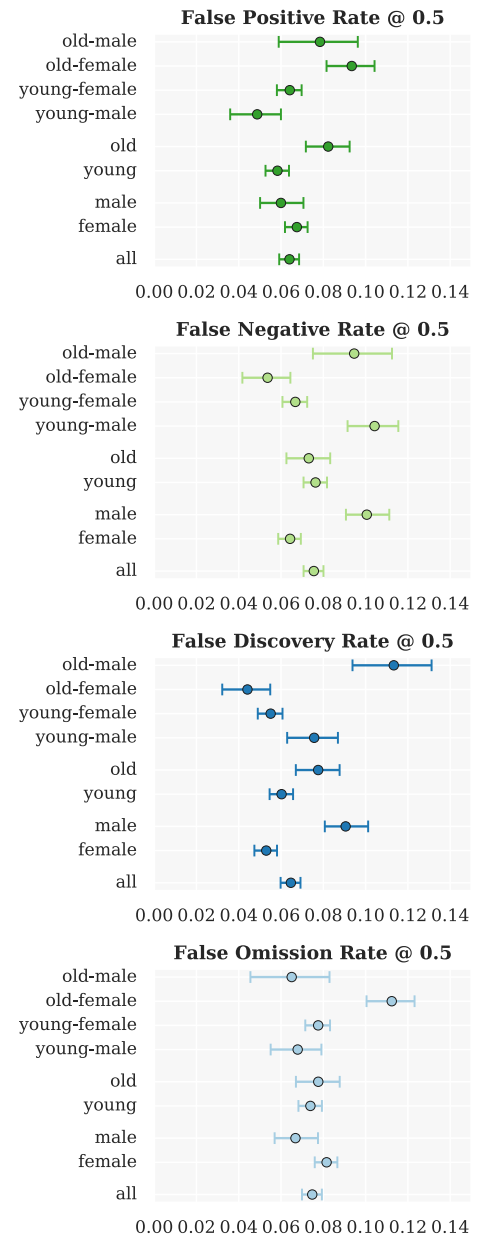 False Positive Rate @ 0.5
old-male
old-female
young-female
young-male
old
young
male
female
all
0.00 0.02 0.04 0.06 0.08 0.10 0.12 0.14
False Negative Rate @ 0.5
old-male
old-female
young-female
young-male
old
young
male
female
all
0.00 0.02 0.04 0.06 0.08 0.10 0.12 0.14
False Discovery Rate @ 0.5
old-male
old-female
young-female
young-male
old
young
male
female
all
0.00 0.02 0.04 0.06 0.08 0.10 0.12 0.14
False Omission Rate @ 0.5
old-male
old-female
young-female
young-male
old
young
male
female
all
0.00 0.02 0.04 0.06 0.08 0.10 0.12 0.14